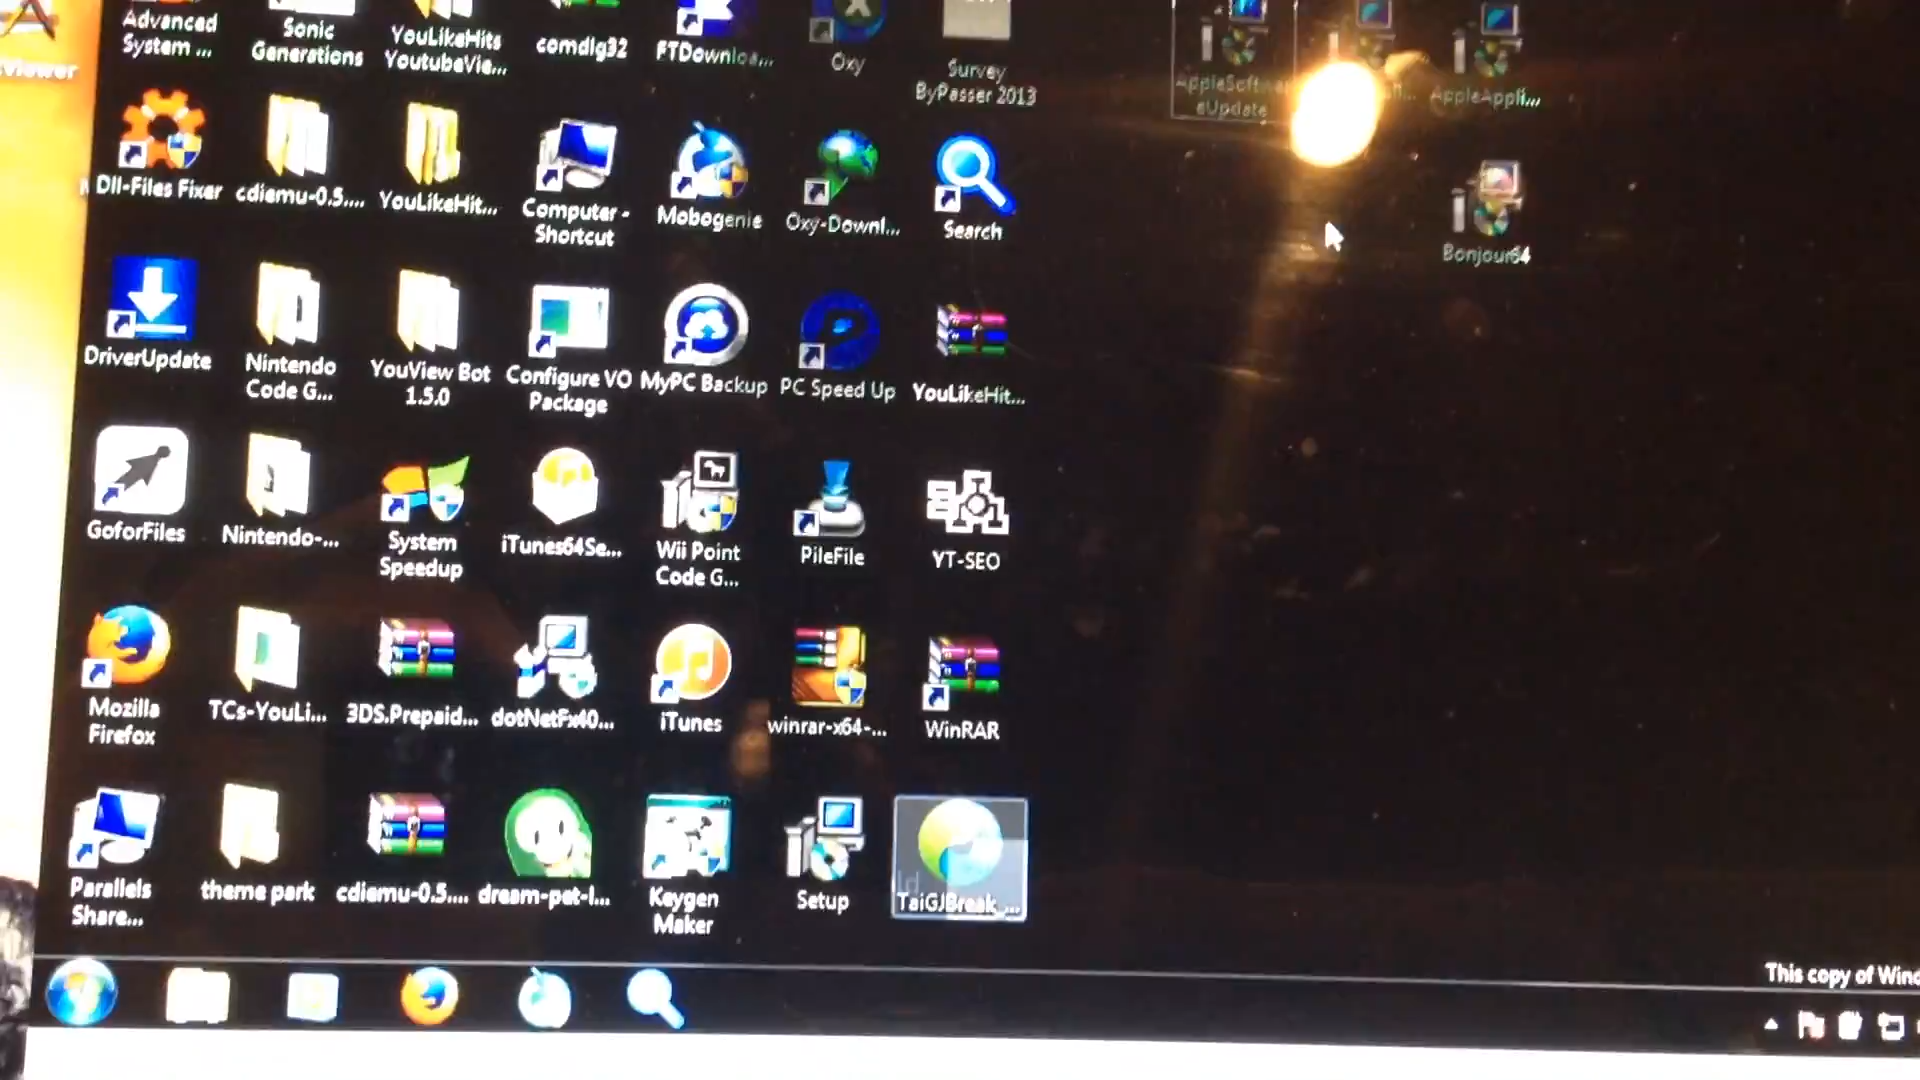 Advanced
System ...
Sonic
Generations
YouLikeHits
YoutubeVie...
comdlg32
FTDownloa...
Oxy
Survey
ByPasser 2013
AppleSoftwa
eUpdate
AppleAppli...
Dll-Files Fixer
cdiemu-0.5....
YouLikeHit...
Computer -
Shortcut
Mobogenie
Oxy-Downl...
Search
Bonjour64
DriverUpdate
Nintendo
Code G...
YouView Bot
1.5.0
Configure VO
Package
MyPC Backup
PC Speed Up
YouLikeHit...
GoforFiles
Nintendo-...
System
Speedup
iTunes64Se...
Wii Point
Code G...
PileFile
YT-SEO
Mozilla
Firefox
TCs-YouLi...
3DS.Prepaid...
dotNetFx40...
iTunes
winrar-x64-...
WinRAR
Parallels
Share...
theme park
cdiemu-0.5....
dream-pet-l...
Keygen
Maker
Setup
TaiGJBreak_...
This copy of Wind